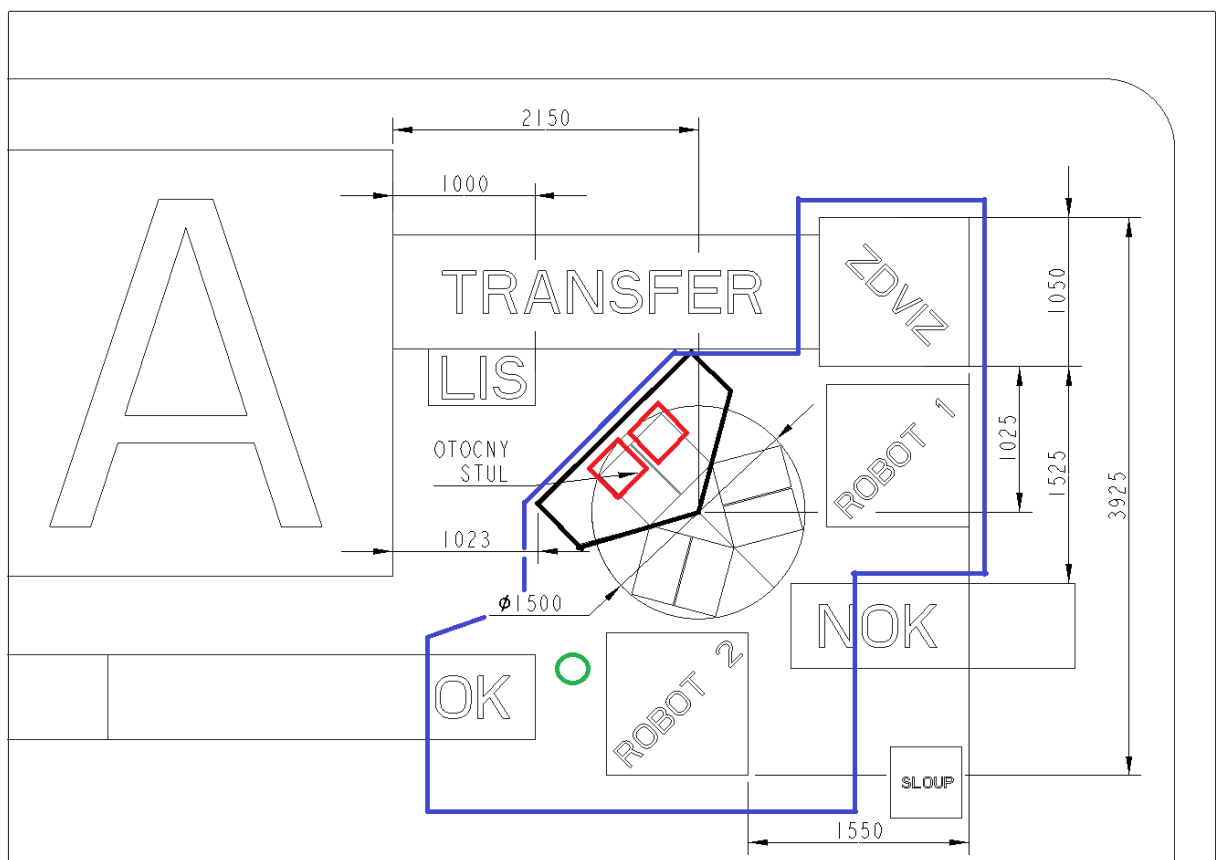 2150
1000
A
TRANSFER
ZDVIZ
1050
LIS
ROBOT 1
1025
1525
3925
OTOCNY
STUL
1023
ø1500
NOK
OK
ROBOT 2
SLOUP
1550